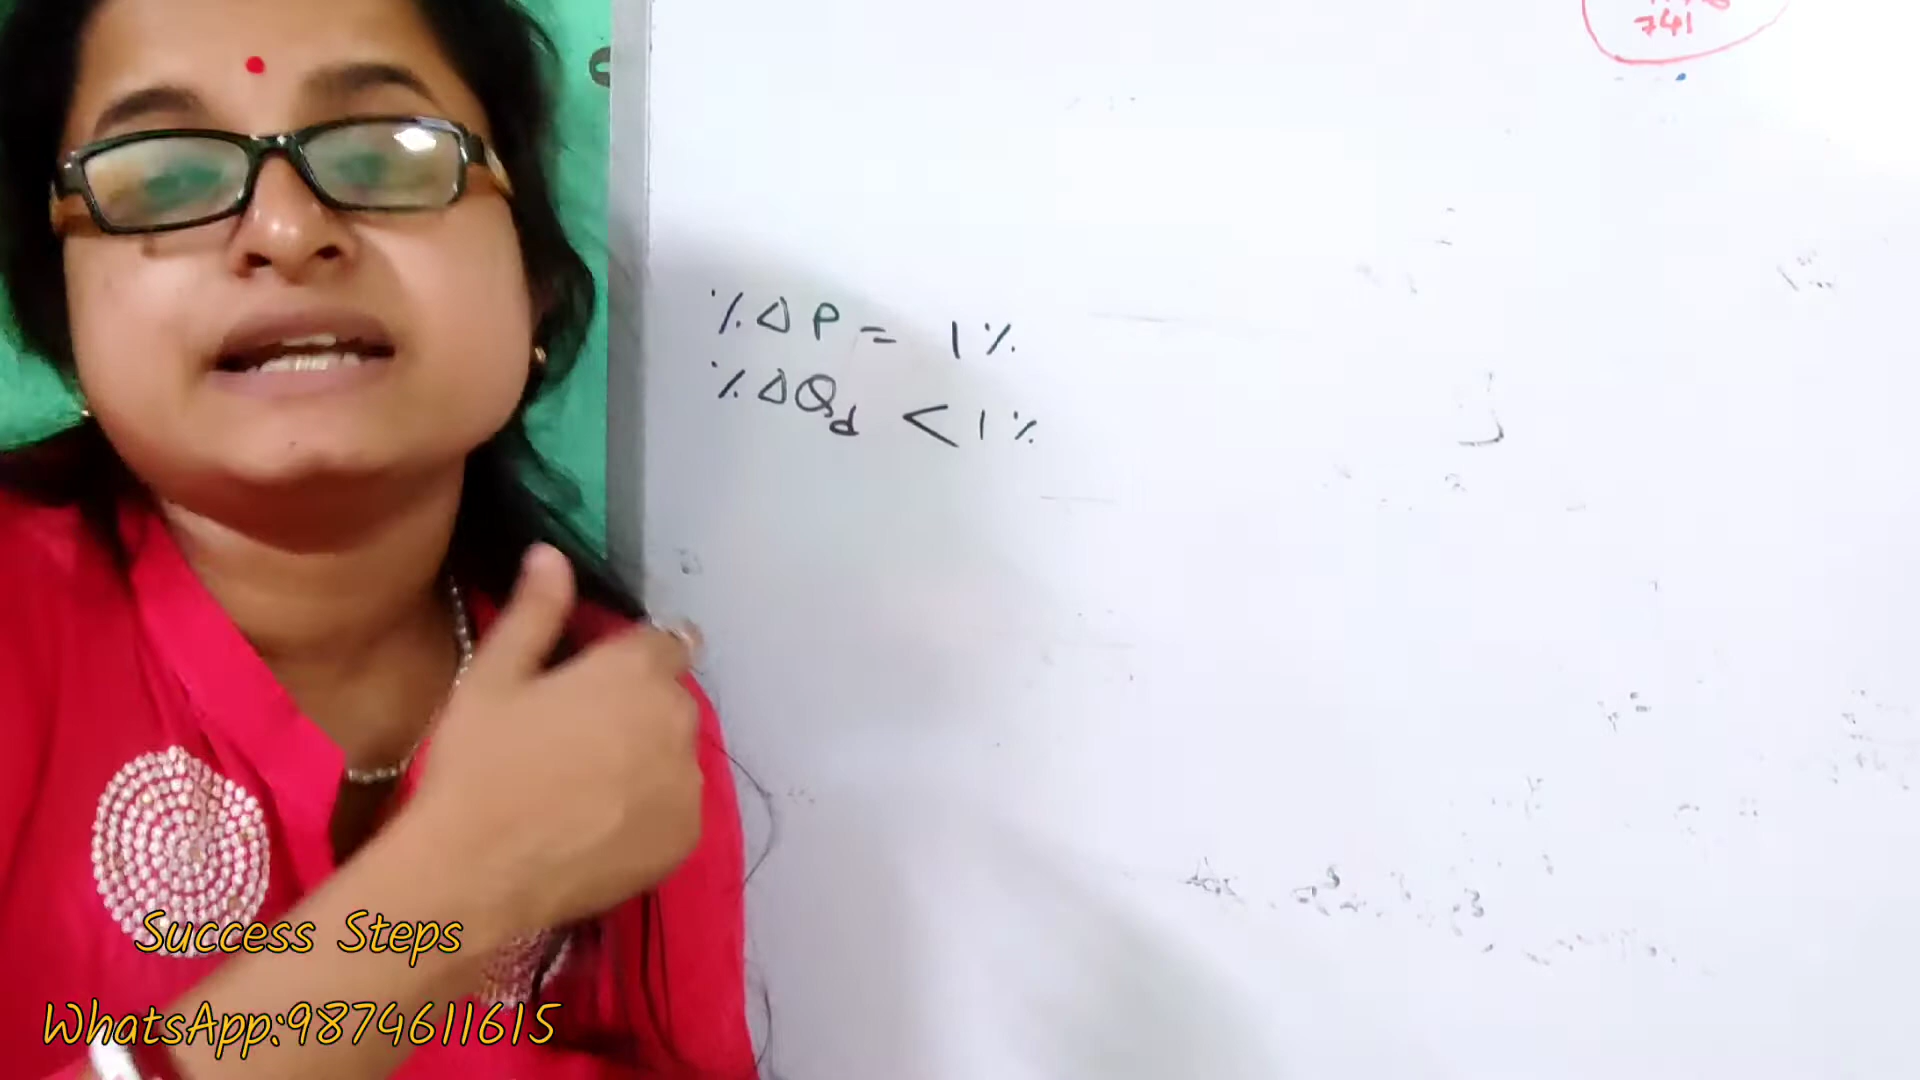 741
%ΔP = 1%
%ΔQd < 1%
Success Steps
WhatsApp:9874611615